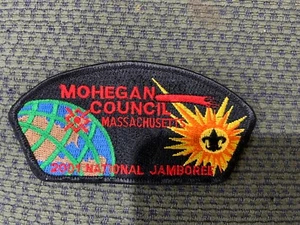 MOHEGAN
COUNCIL
MASSACHUSETTS
2001 NATIONAL JAMBOREE